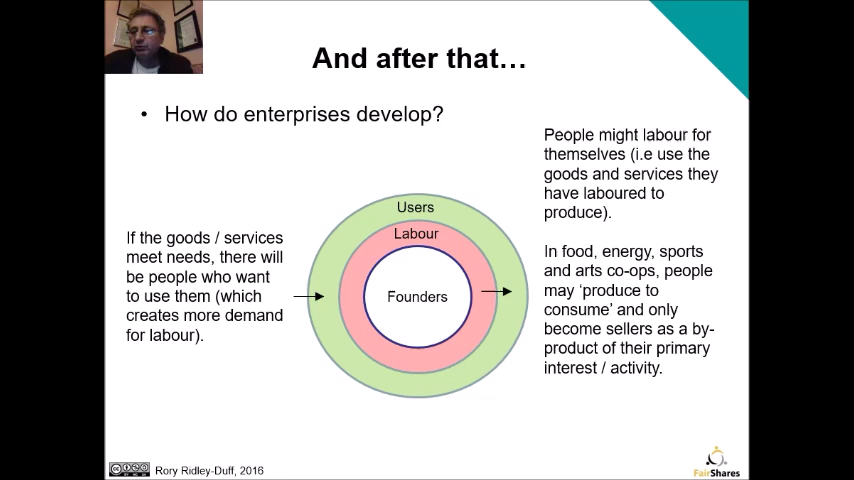 And after that…
• How do enterprises develop?
People might labour for
themselves (i.e use the
goods and services they
have laboured to
produce).
Users
Labour
Founders
If the goods / services
meet needs, there will
be people who want
to use them (which
creates more demand
for labour).
In food, energy, sports
and arts co-ops, people
may ‘produce to
consume’ and only
become sellers as a by-
product of their primary
interest / activity.
Rory Ridley-Duff, 2016
FairShares